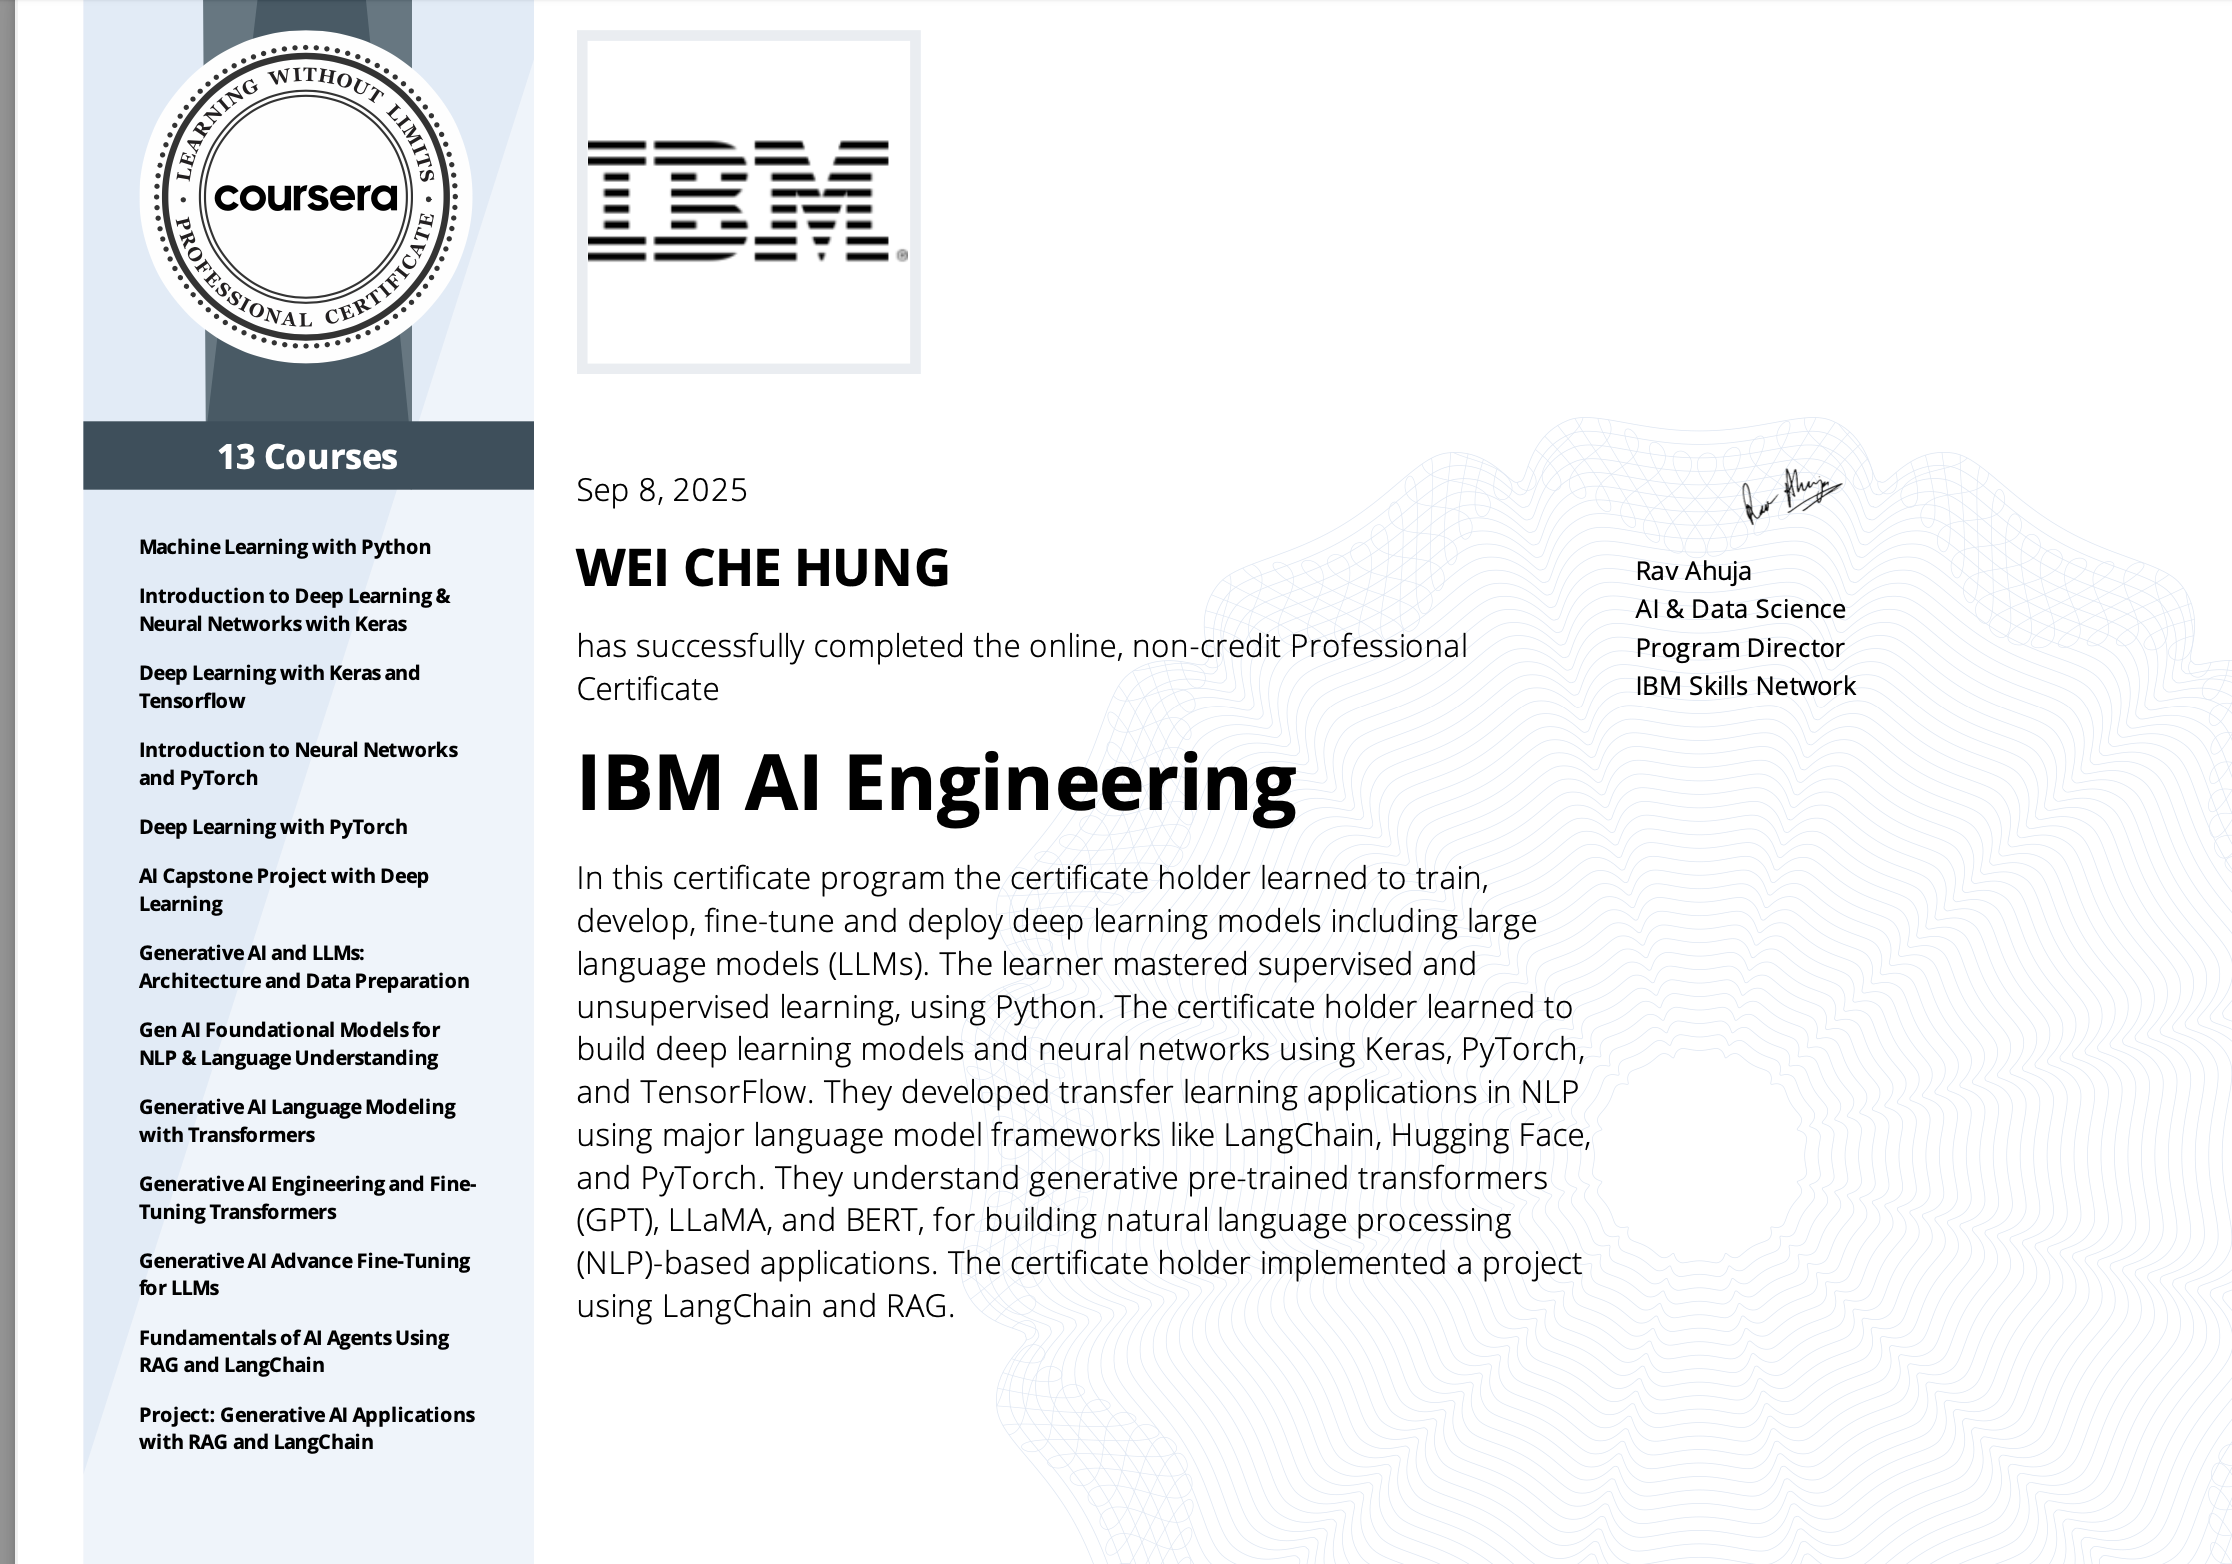 LEARNING WITHOUT LIMITS
coursera
PROFESSIONAL CERTIFICATE
13 Courses
Machine Learning with Python
Introduction to Deep Learning &
Neural Networks with Keras
Deep Learning with Keras and
Tensorflow
Introduction to Neural Networks
and PyTorch
Deep Learning with PyTorch
AI Capstone Project with Deep
Learning
Generative AI and LLMs:
Architecture and Data Preparation
Gen AI Foundational Models for
NLP & Language Understanding
Generative AI Language Modeling
with Transformers
Generative AI Engineering and Fine-
Tuning Transformers
Generative AI Advance Fine-Tuning
for LLMs
Fundamentals of AI Agents Using
RAG and LangChain
Project: Generative AI Applications
with RAG and LangChain
IBM®
Sep 8, 2025
WEI CHE HUNG
has successfully completed the online, non-credit Professional
Certificate
IBM AI Engineering
In this certificate program the certificate holder learned to train,
develop, fine-tune and deploy deep learning models including large
language models (LLMs). The learner mastered supervised and
unsupervised learning, using Python. The certificate holder learned to
build deep learning models and neural networks using Keras, PyTorch,
and TensorFlow. They developed transfer learning applications in NLP
using major language model frameworks like LangChain, Hugging Face,
and PyTorch. They understand generative pre-trained transformers
(GPT), LLaMA, and BERT, for building natural language processing
(NLP)-based applications. The certificate holder implemented a project
using LangChain and RAG.
Rav Ahuja
Rav Ahuja
AI & Data Science
Program Director
IBM Skills Network